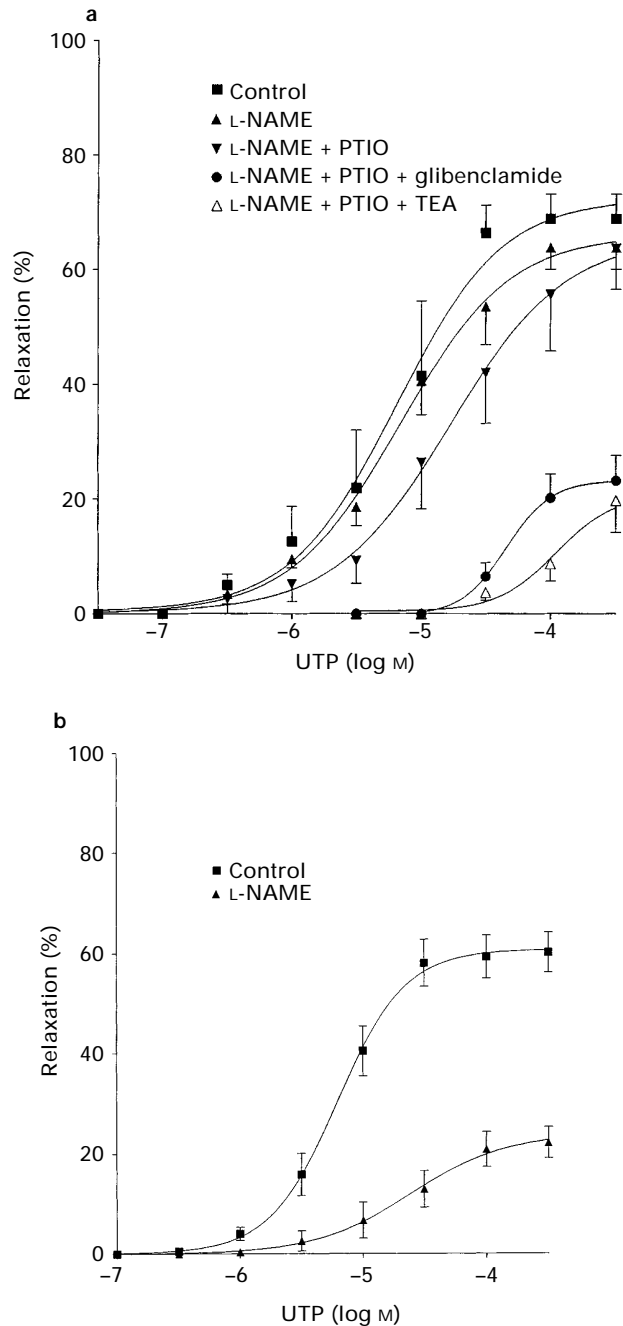 a
100
80
60
40
20
0
Relaxation (%)
Control
L-NAME
L-NAME + PTIO
L-NAME + PTIO + glibenclamide
L-NAME + PTIO + TEA
–7 –6 –5 –4
UTP (log M)
b
100
80
60
40
20
0
Relaxation (%)
Control
L-NAME
–7 –6 –5 –4
UTP (log M)